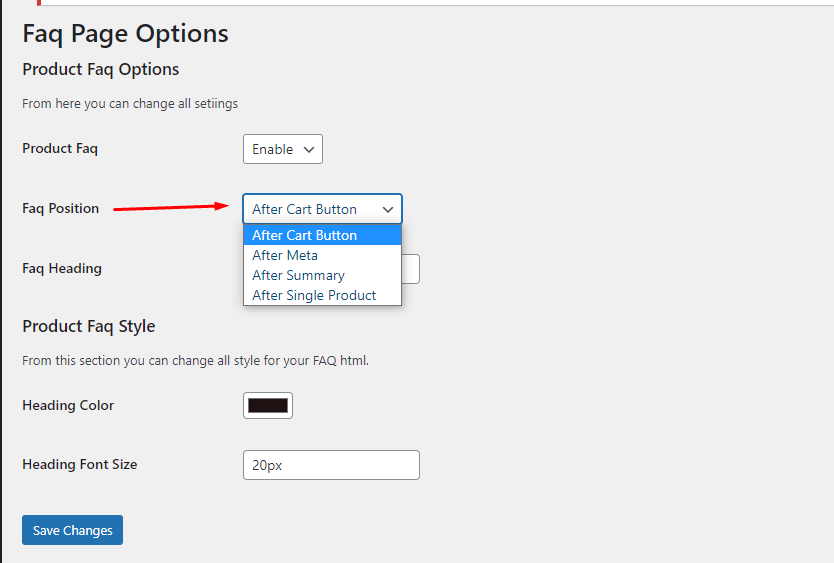 Faq Page Options
Product Faq Options
From here you can change all setiings
Product Faq
Enable
Faq Position
After Cart Button
After Cart Button
After Meta
After Summary
After Single Product
Faq Heading
Product Faq Style
From this section you can change all style for your FAQ html.
Heading Color
Heading Font Size
20px
Save Changes